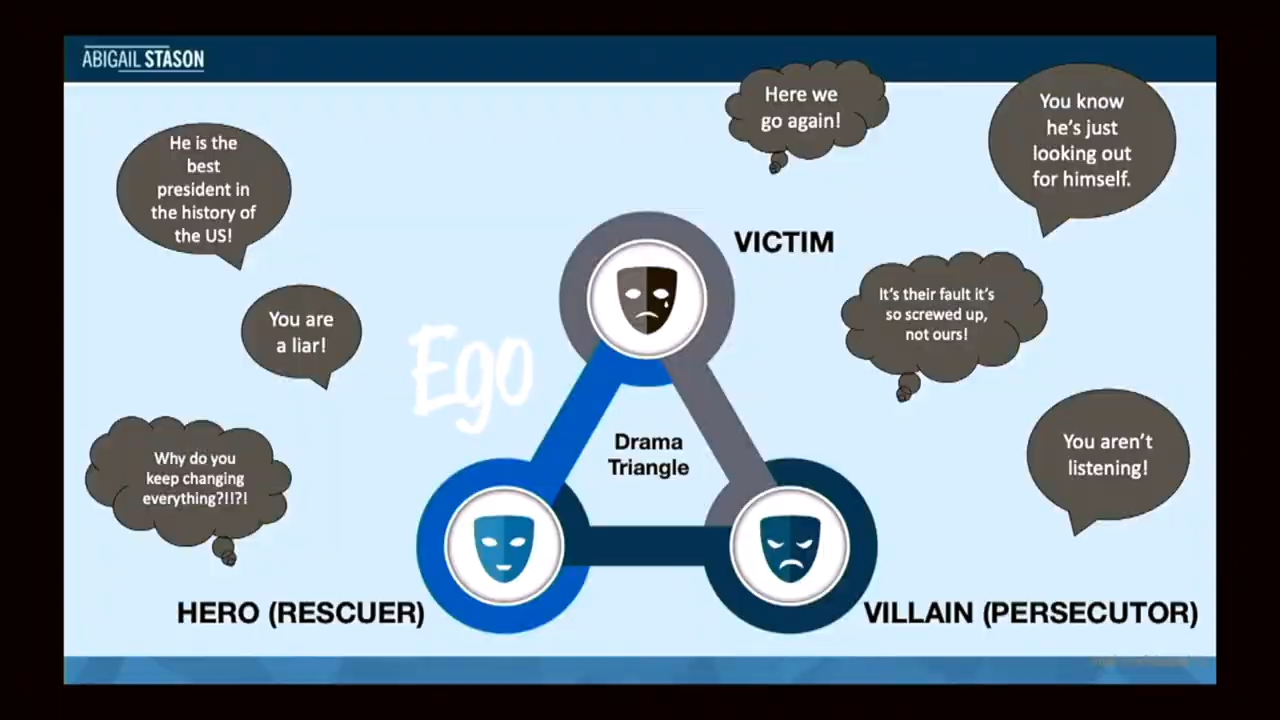 ABIGAIL STASON
Here we
go again!
You know
he's just
looking out
for himself.
He is the
best
president in
the history of
the US!
VICTIM
You are
a liar!
It's their fault it's
so screwed up,
not ours!
Ego
Drama
Triangle
Why do you
keep changing
everything?!!?!
You aren't
listening!
HERO (RESCUER)
VILLAIN (PERSECUTOR)